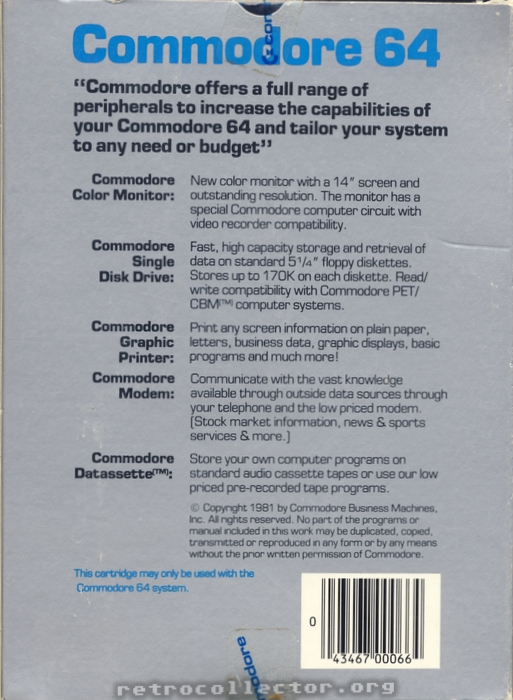 Commodore 64
"Commodore offers a full range of
peripherals to increase the capabilities of
your Commodore 64 and tailor your system
to any need or budget"
Commodore
Color Monitor:
New color monitor with a 14" screen and
outstanding resolution. The monitor has a
special Commodore computer circuit with
video recorder compatibility.
Commodore
Single
Disk Drive:
Fast, high capacity storage and retrieval of
data on standard 5 1/4" floppy diskettes.
Stores up to 170K on each diskette. Read/
write compatibility with Commodore PET/
CBM(TM) computer systems.
Commodore
Graphic
Printer:
Print any screen information on plain paper,
letters, business data, graphic displays, basic
programs and much more!
Commodore
Modem:
Communicate with the vast knowledge
available through outside data sources through
your telephone and the low priced modem.
(Stock market information, news & sports
services & more.)
Commodore
Datassette(TM):
Store your own computer programs on
standard audio cassette tapes or use our low
priced pre-recorded tape programs.
© Copyright 1981 by Commodore Business Machines,
Inc. All rights reserved. No part of the programs or
manual included in this work may be duplicated, copied,
transmitted or reproduced in any form or by any means
without the prior written permission of Commodore.
This cartridge may only be used with the
Commodore 64 system.
0
43467 00066
retrocollector.org